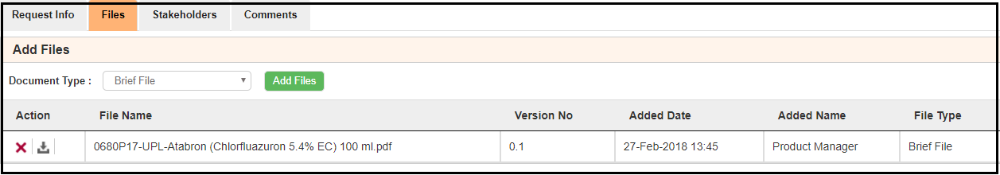 Request Info Files Stakeholders Comments
Add Files
Document Type : Brief File Add Files
Action File Name Version No Added Date Added Name File Type
0680P17-UPL-Atabron (Chlorfluazuron 5.4% EC) 100 ml.pdf 0.1 27-Feb-2018 13:45 Product Manager Brief File